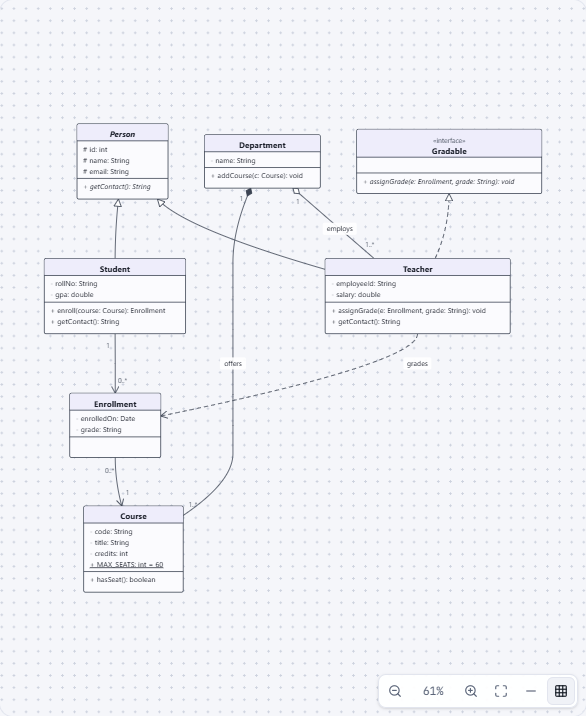 Person
# id: int
# name: String
# email: String
+ getContact(): String
Department
- name: String
+ addCourse(c: Course): void
«interface»
Gradable
+ assignGrade(e: Enrollment, grade: String): void
1
1
employs
1..*
Student
- rollNo: String
- gpa: double
+ enroll(course: Course): Enrollment
+ getContact(): String
Teacher
- employeeId: String
- salary: double
+ assignGrade(e: Enrollment, grade: String): void
+ getContact(): String
1
0..*
offers
grades
Enrollment
- enrolledOn: Date
- grade: String
0..*
1
1..*
Course
- code: String
- title: String
- credits: int
+ MAX_SEATS: int = 60
+ hasSeat(): boolean
61%